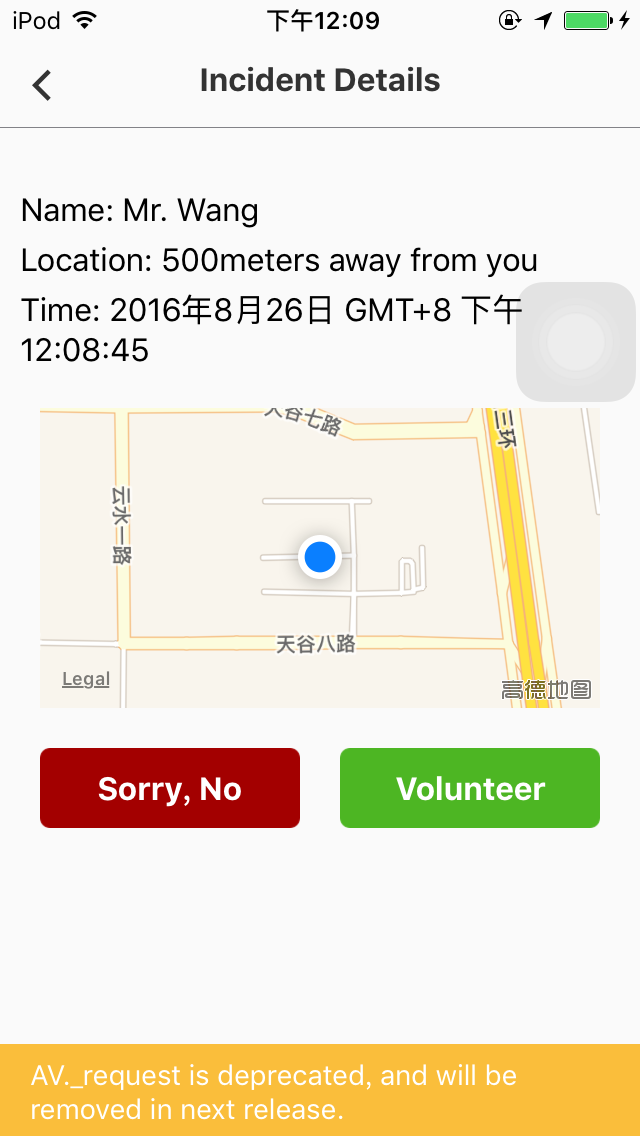 iPod 下午12:09
Incident Details
Name: Mr. Wang
Location: 500meters away from you
Time: 2016年8月26日 GMT+8 下午
12:08:45
天谷七路
三环
云水一路
天谷八路
Legal
高德地图
Sorry, No
Volunteer
AV._request is deprecated, and will be
removed in next release.